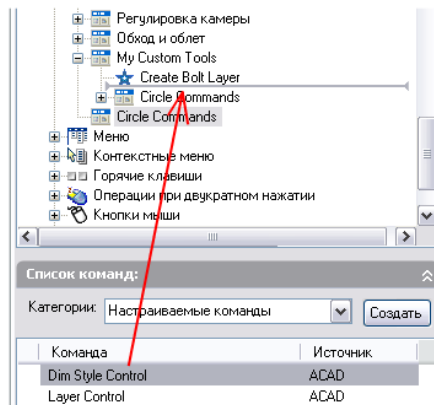 Регулировка камеры
Обход и облет
My Custom Tools
Create Bolt Layer
Circle Commands
Circle Commands
Меню
Контекстные меню
Горячие клавиши
Операции при двукратном нажатии
Кнопки мыши
Список команд:
Категории: Настраиваемые команды Создать
Команда Источник
Dim Style Control ACAD
Layer Control ACAD